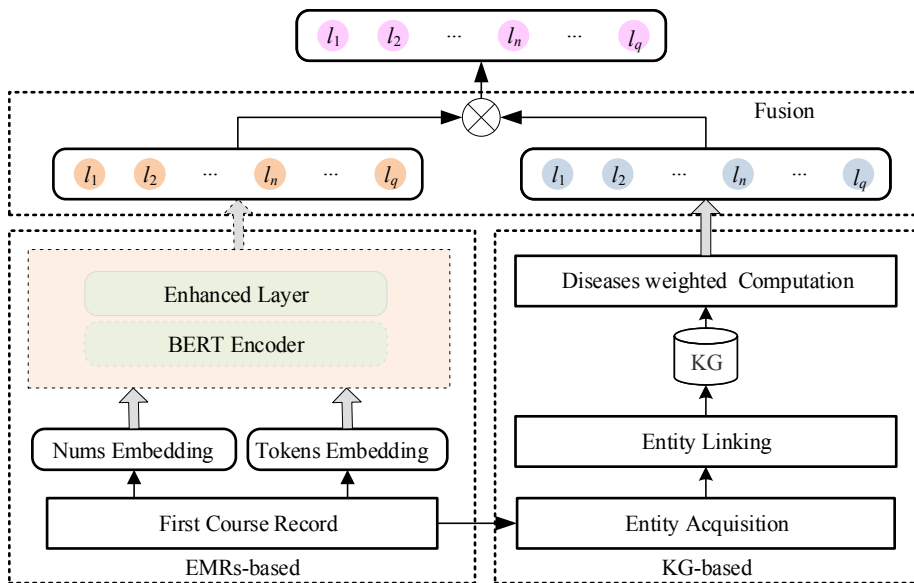 l1 l2 ... ln ... lq
Fusion
l1 l2 ... ln ... lq
l1 l2 ... ln ... lq
Enhanced Layer
BERT Encoder
Diseases weighted Computation
KG
Nums Embedding
Tokens Embedding
Entity Linking
First Course Record
Entity Acquisition
EMRs-based
KG-based